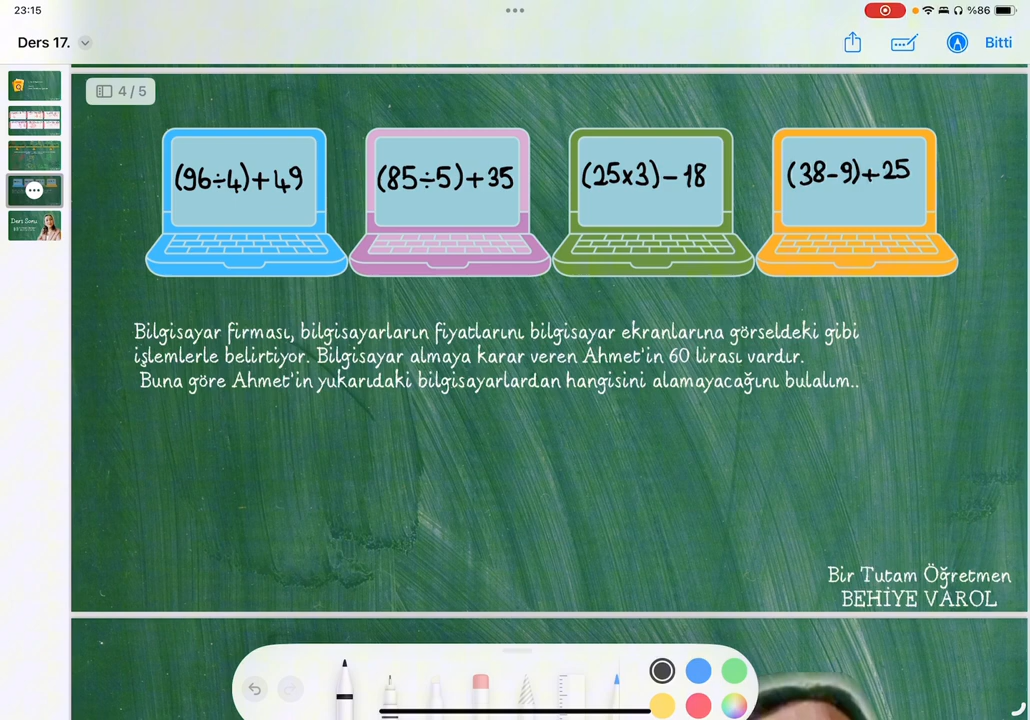 23:15
%86
Ders 17.
Bitti
4 / 5
(96÷4)+49
(85÷5)+35
(25x3)-18
(38-9)+25
Bilgisayar firması, bilgisayarların fiyatlarını bilgisayar ekranlarına görseldeki gibi
işlemlerle belirtiyor. Bilgisayar almaya karar veren Ahmet'in 60 lirası vardır.
Buna göre Ahmet'in yukarıdaki bilgisayarlardan hangisini alamayacağını bulalım..
Bir Tutam Öğretmen
BEHİYE VAROL
Ders Sonu